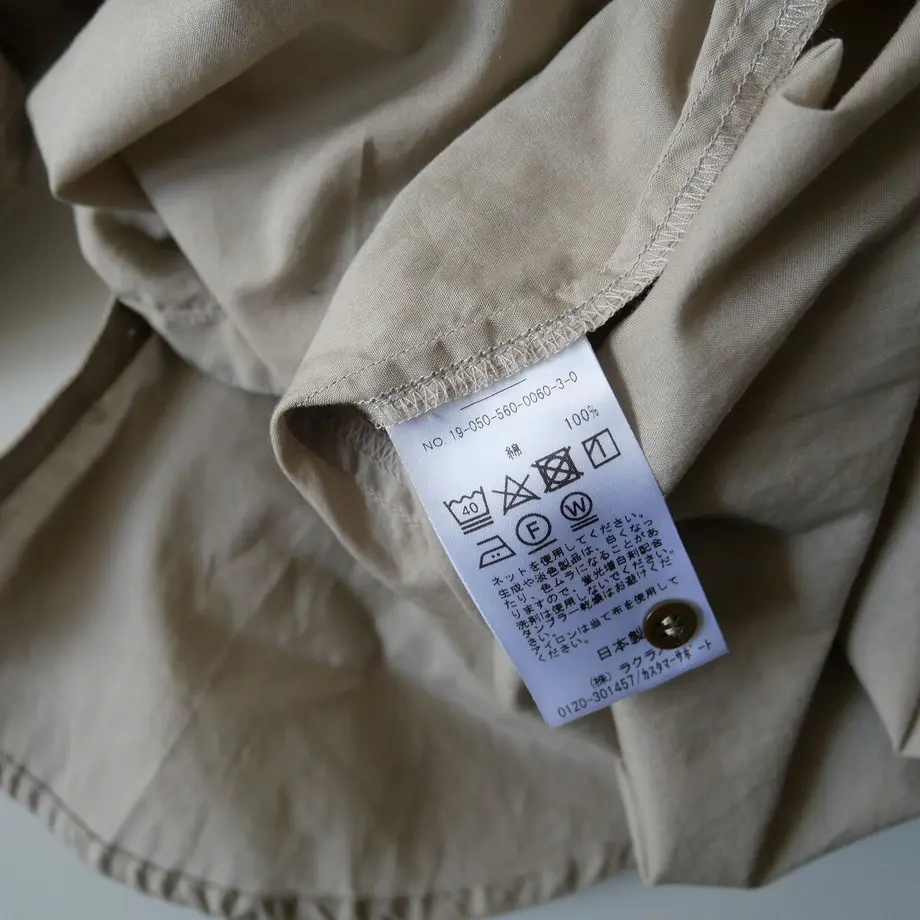 NO. 19-050-560-0060-3-0
綿 100%
40
F W
ネットを使用してください。
生成や淡色製品は、白くなっ
たり、色ムラになることがあ
りますので、蛍光増白剤配合
洗剤は使用しないでください。
タンブラー乾燥はお避けくだ
さい。
アイロンは当て布を使用して
ください。
日本製
(株) ラクラ
0120-301457/カスタマーサポート